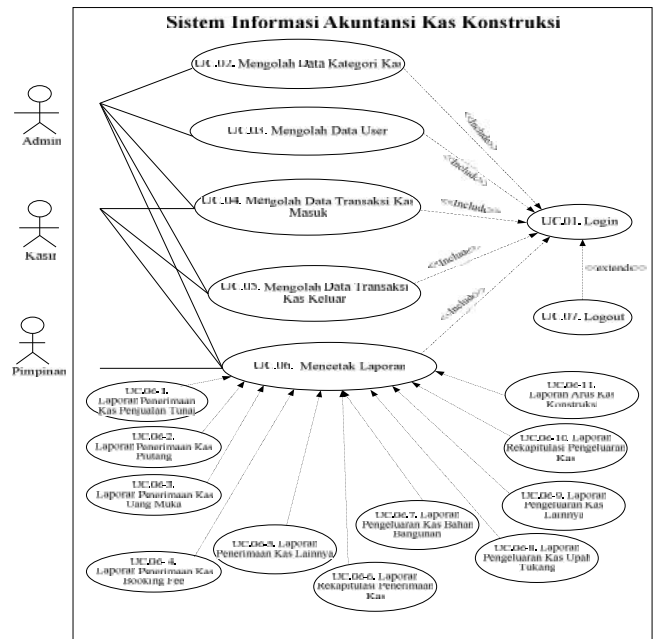 Sistem Informasi Akuntansi Kas Konstruksi
UC.02. Mengolah Data Kategori Kas
Admin
UC.03. Mengolah Data User
<<Include>>
<<Include>>
UC.04. Mengolah Data Transaksi Kas
Masuk
<<Include>>
UC.01. Login
Kasir
UC.05. Mengolah Data Transaksi
Kas Keluar
<<Include>>
<<Include>>
<<extends>>
UC.07. Logout
Pimpinan
UC.06. Mencetak Laporan
UC.06-1.
Laporan Penerimaan
Kas Penjualan Tunai
UC.06-2.
Laporan Penerimaan Kas
Piutang
UC.06-3.
Laporan Penerimaan Kas
Uang Muka
UC.06-4.
Laporan Penerimaan Kas
Booking Fee
UC.06-5. Laporan
Penerimaan Kas Lainnya
UC.06-6. Laporan
Rekapitulasi Penerimaan
Kas
UC.06-7. Laporan
Pengeluaran Kas Bahan
Bangunan
UC.06-8. Laporan
Pengeluaran Kas Upah
Tukang
UC.06-9. Laporan
Pengeluaran Kas
Lainnya
UC.06-10. Laporan
Rekapitulasi Pengeluaran
Kas
UC.06-11.
Laporan Arus Kas
Konstruksi